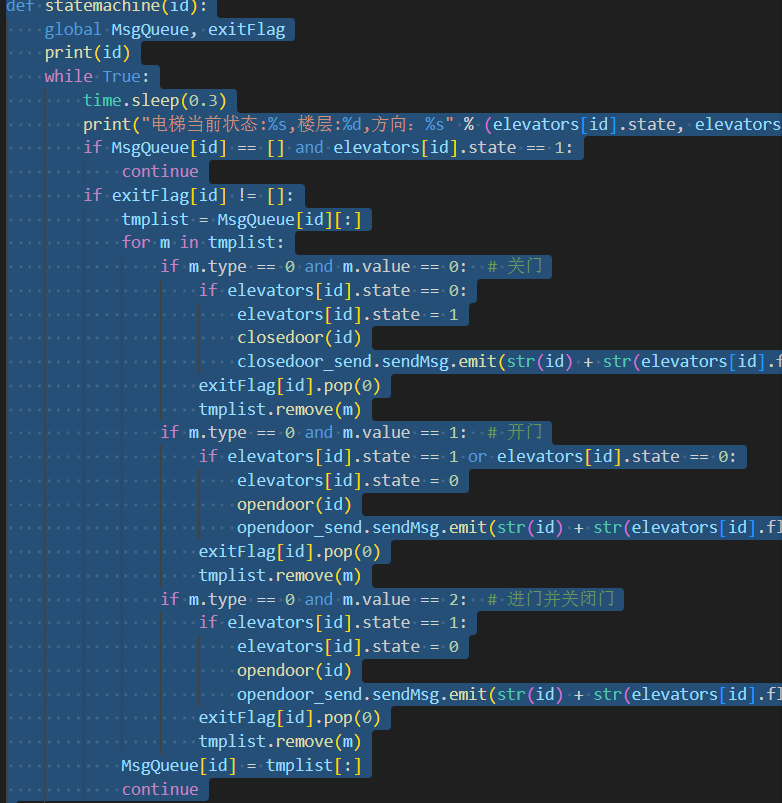 def statemachine(id):
    global MsgQueue, exitFlag
    print(id)
    while True:
        time.sleep(0.3)
        print("电梯当前状态:%s,楼层:%d,方向：%s" % (elevators[id].state, elevators
        if MsgQueue[id] == [] and elevators[id].state == 1:
            continue
        if exitFlag[id] != []:
            tmplist = MsgQueue[id][:]
            for m in tmplist:
                if m.type == 0 and m.value == 0:  # 关门
                    if elevators[id].state == 0:
                        elevators[id].state = 1
                        closedoor(id)
                        closedoor_send.sendMsg.emit(str(id) + str(elevators[id].f
                    exitFlag[id].pop(0)
                    tmplist.remove(m)
                if m.type == 0 and m.value == 1:  # 开门
                    if elevators[id].state == 1 or elevators[id].state == 0:
                        elevators[id].state = 0
                        opendoor(id)
                        opendoor_send.sendMsg.emit(str(id) + str(elevators[id].fl
                    exitFlag[id].pop(0)
                    tmplist.remove(m)
                if m.type == 0 and m.value == 2:  # 进门并关闭门
                    if elevators[id].state == 1:
                        elevators[id].state = 0
                        opendoor(id)
                        opendoor_send.sendMsg.emit(str(id) + str(elevators[id].fl
                    exitFlag[id].pop(0)
                    tmplist.remove(m)
            MsgQueue[id] = tmplist[:]
            continue